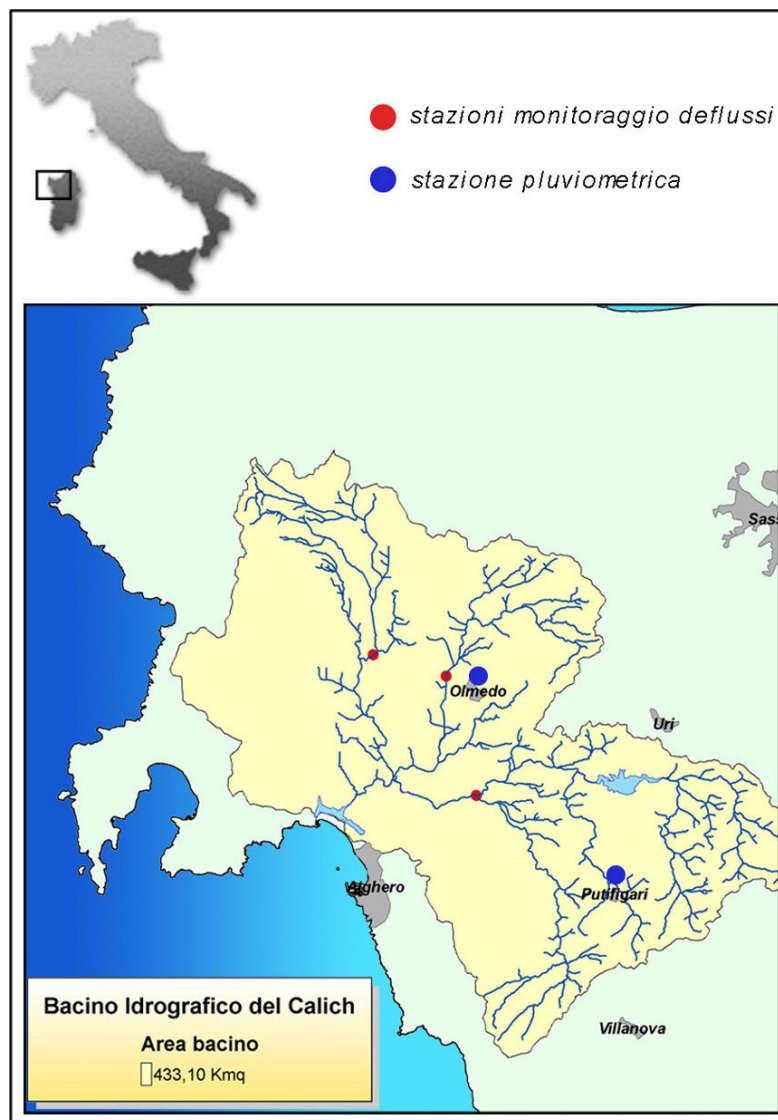 stazioni monitoraggio deflussi
stazione pluviometrica
Sass
Olmedo
Uri
Alghero
Putifigari
Villanova
Bacino Idrografico del Calich
Area bacino
433,10 Kmq